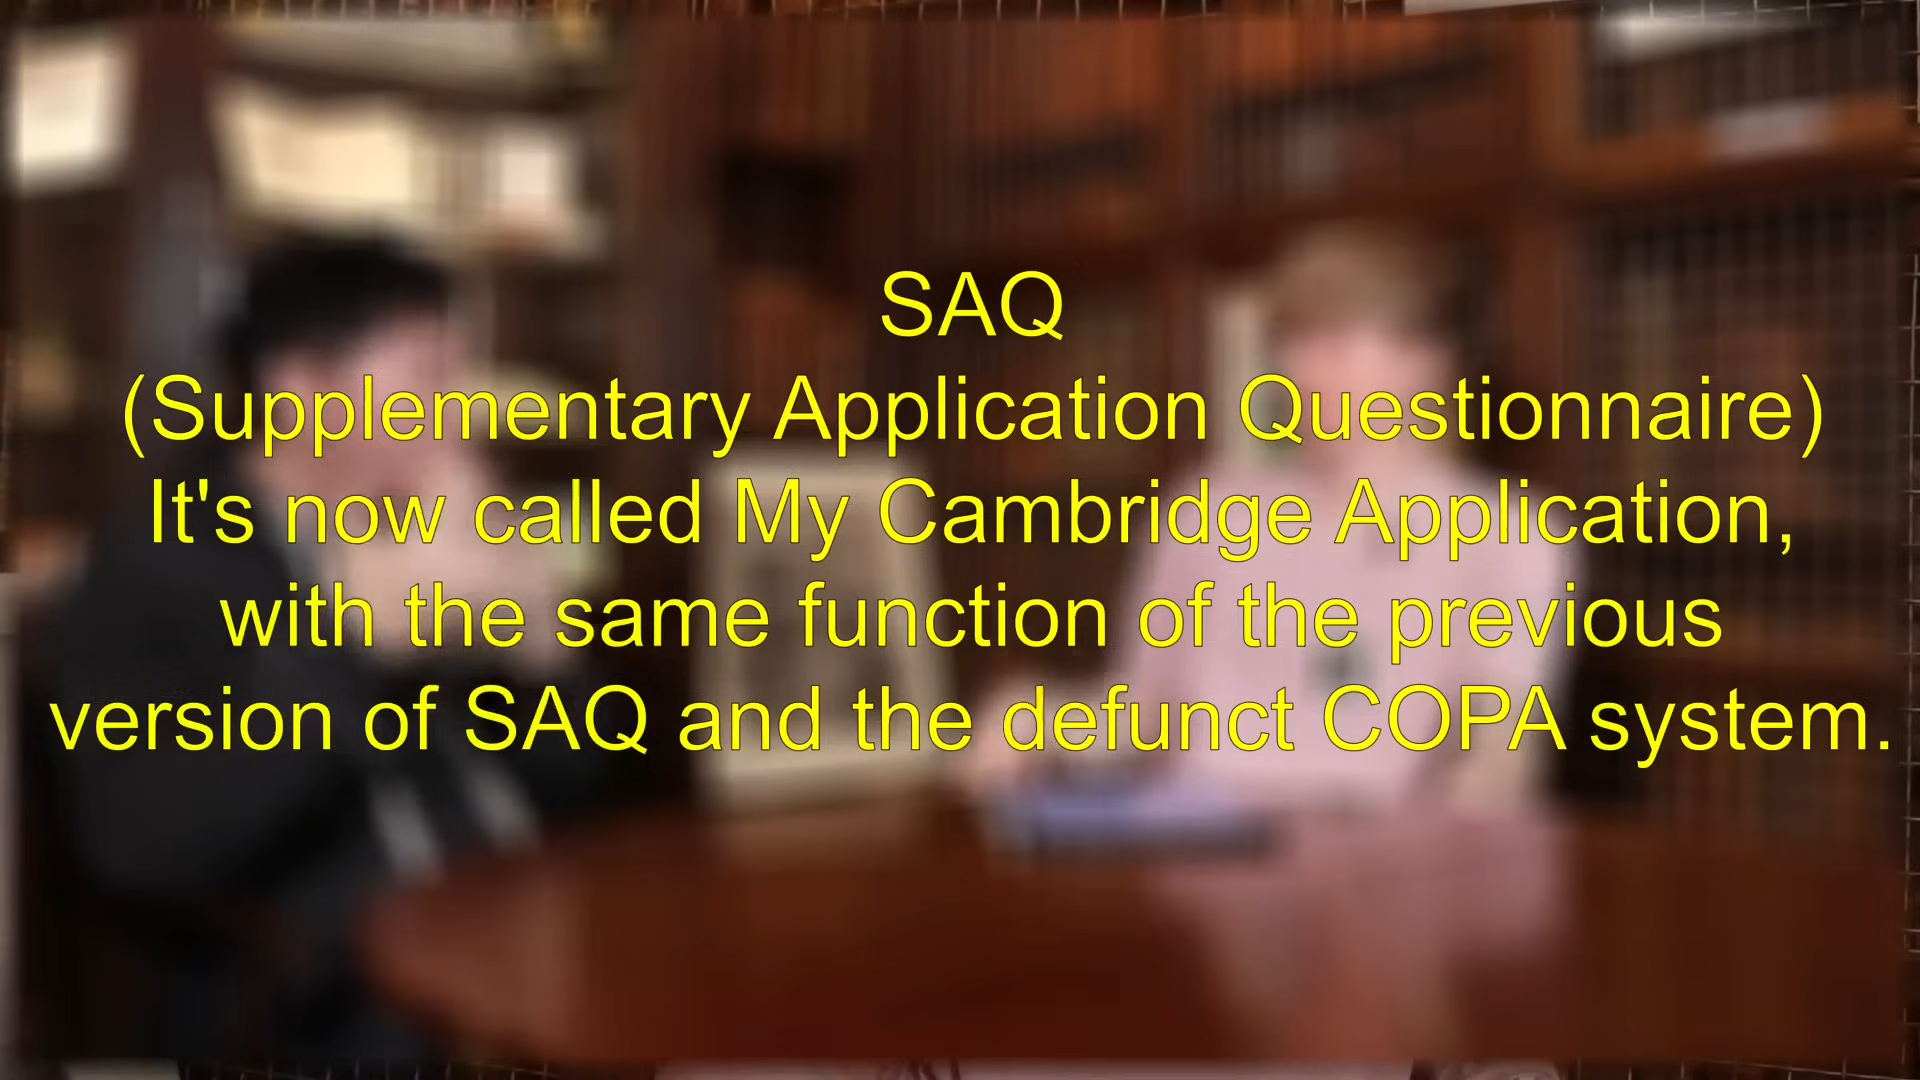 SAQ
(Supplementary Application Questionnaire)
It's now called My Cambridge Application,
with the same function of the previous
version of SAQ and the defunct COPA system.